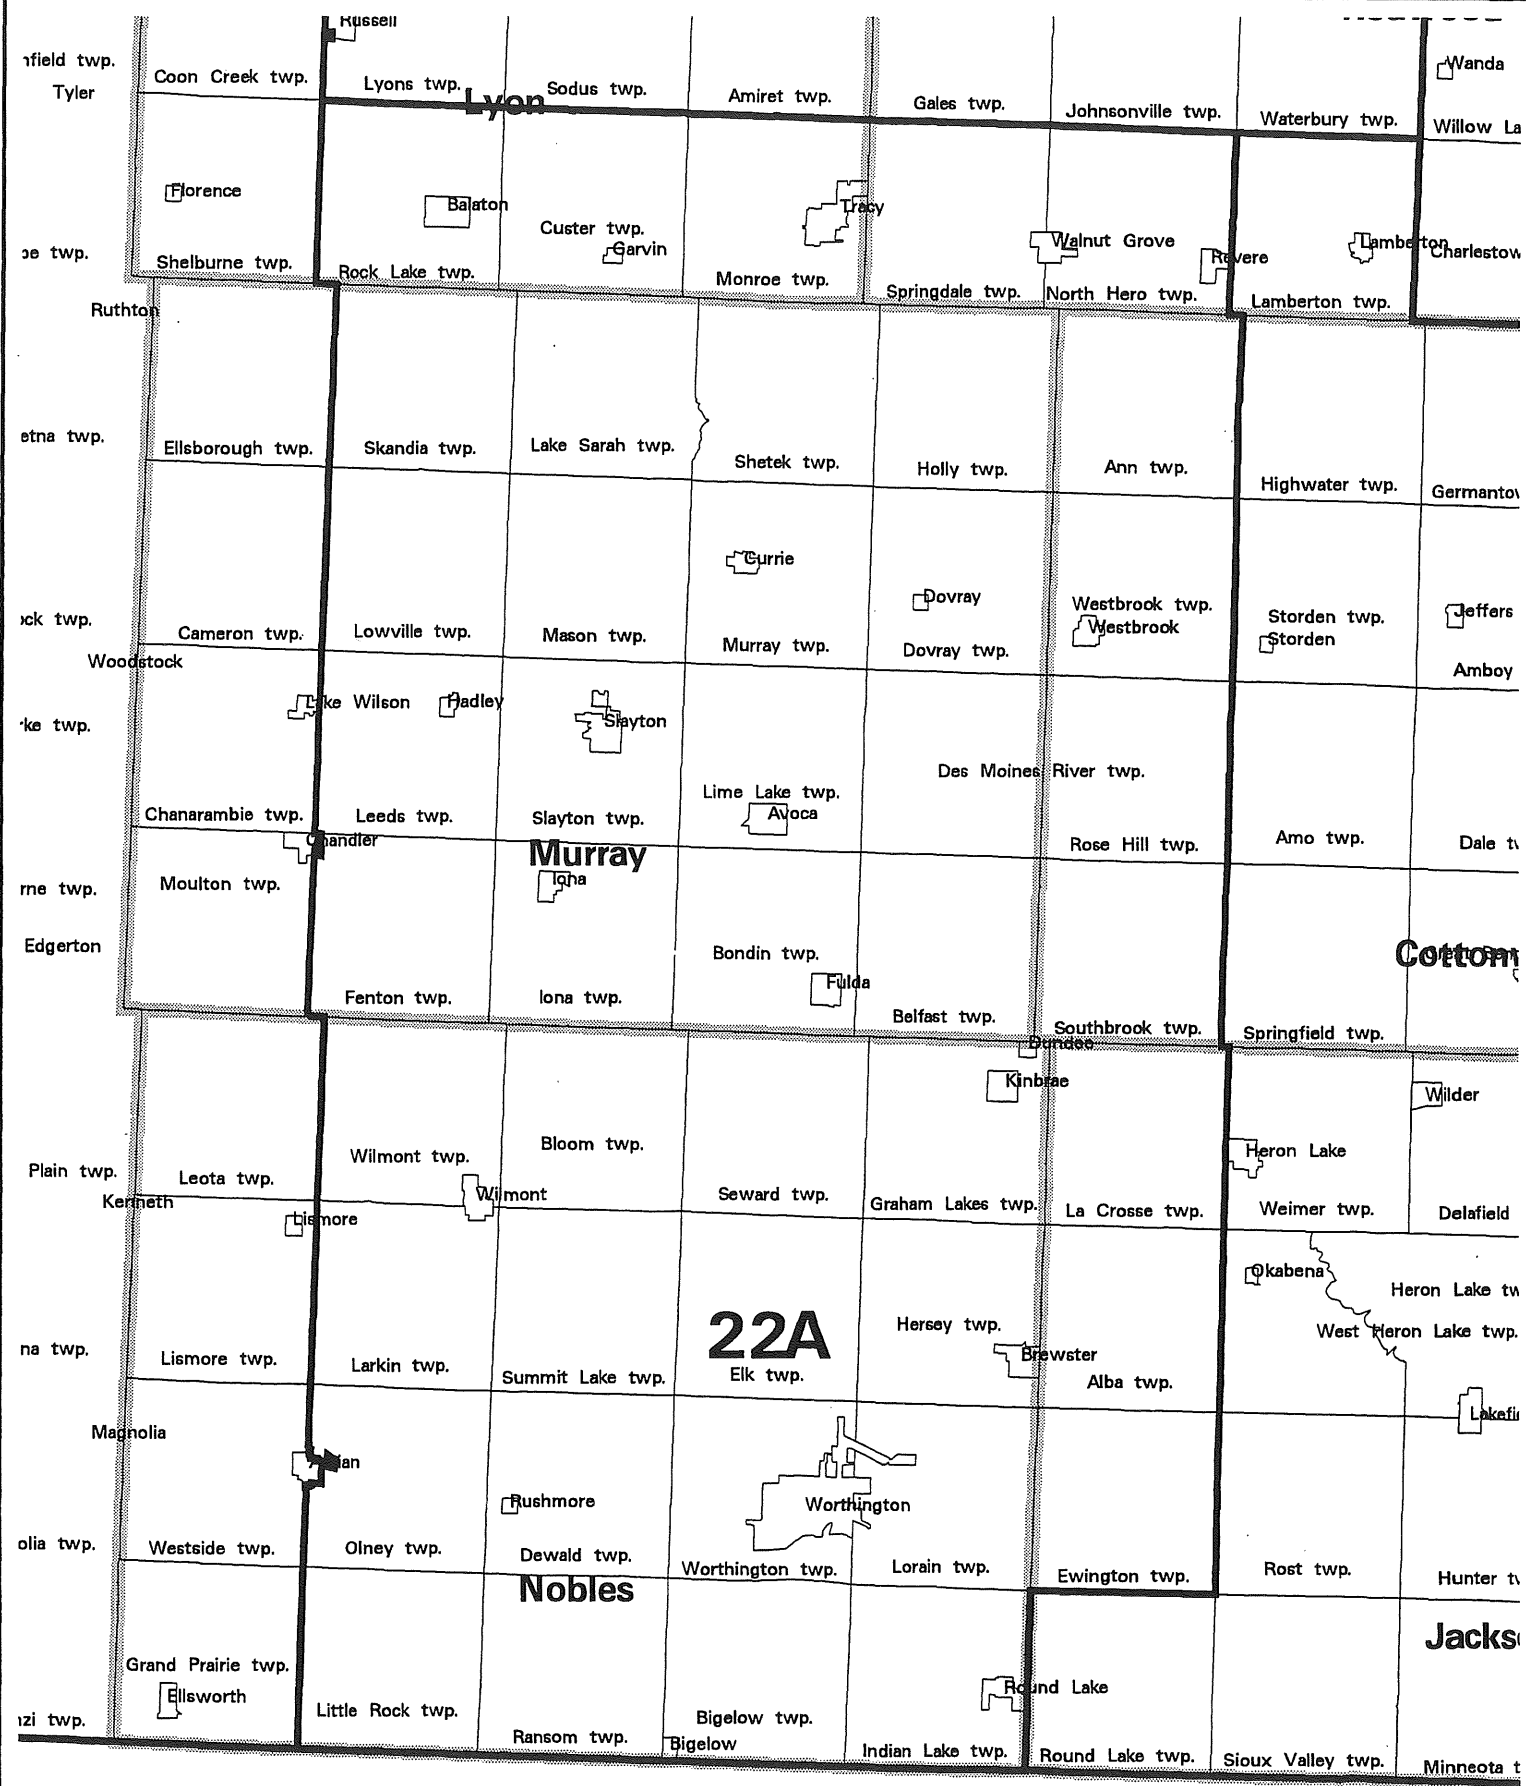 Russell
Wanda
nfield twp.
Coon Creek twp.
Lyons twp.
Sodus twp.
Amiret twp.
Gales twp.
Johnsonville twp.
Waterbury twp.
Willow La
Tyler
Lyon
Florence
Balaton
Custer twp.
Garvin
Tracy
Walnut Grove
Revere
Lamberton
Charlestow
oe twp.
Shelburne twp.
Rock Lake twp.
Monroe twp.
Springdale twp.
North Hero twp.
Lamberton twp.
Ruthton
etna twp.
Ellsborough twp.
Skandia twp.
Lake Sarah twp.
Shetek twp.
Holly twp.
Ann twp.
Highwater twp.
Germantov
Currie
Dovray
Westbrook twp.
Westbrook
Storden twp.
Storden
Jeffers
ock twp.
Cameron twp.
Lowville twp.
Mason twp.
Murray twp.
Dovray twp.
Amboy
Woodstock
Lake Wilson
Hadley
Slayton
rke twp.
Des Moines River twp.
Lime Lake twp.
Avoca
Chanarambie twp.
Leeds twp.
Slayton twp.
Rose Hill twp.
Amo twp.
Dale tv
Chandler
Murray
Iona
rne twp.
Moulton twp.
Edgerton
Bondin twp.
Fulda
Cottom
Fenton twp.
Iona twp.
Belfast twp.
Southbrook twp.
Springfield twp.
Dundee
Kinbrae
Wilder
Heron Lake
Plain twp.
Leota twp.
Wilmont twp.
Bloom twp.
Wilmont
Seward twp.
Graham Lakes twp.
La Crosse twp.
Weimer twp.
Delafield
Kenneth
Lismore
Okabena
Heron Lake tw
West Heron Lake twp.
22A
Hersey twp.
Brewster
na twp.
Lismore twp.
Larkin twp.
Summit Lake twp.
Elk twp.
Alba twp.
Lakefi
Magnolia
Rushmore
Worthington
olia twp.
Westside twp.
Olney twp.
Dewald twp.
Worthington twp.
Lorain twp.
Ewington twp.
Rost twp.
Hunter tv
Nobles
Jacks
Grand Prairie twp.
Ellsworth
Round Lake
nzi twp.
Little Rock twp.
Ransom twp.
Bigelow twp.
Bigelow
Indian Lake twp.
Round Lake twp.
Sioux Valley twp.
Minneota t